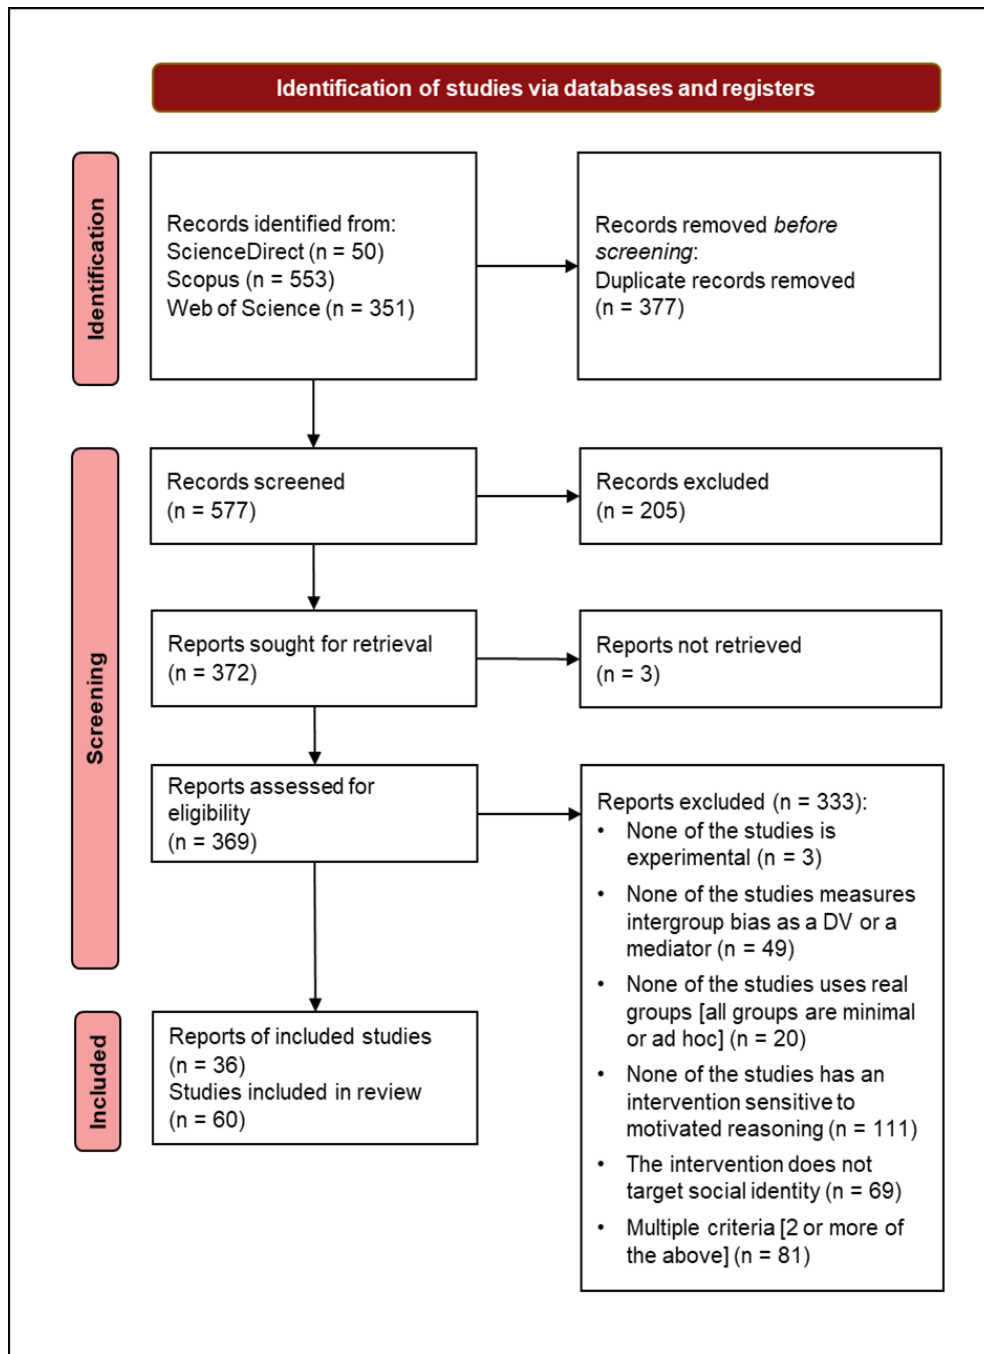 Identification of studies via databases and registers
Identification
Records identified from:
ScienceDirect (n = 50)
Scopus (n = 553)
Web of Science (n = 351)
Records removed before
screening:
Duplicate records removed
(n = 377)
Screening
Records screened
(n = 577)
Records excluded
(n = 205)
Reports sought for retrieval
(n = 372)
Reports not retrieved
(n = 3)
Reports assessed for
eligibility
(n = 369)
Reports excluded (n = 333):
• None of the studies is
experimental (n = 3)
• None of the studies measures
intergroup bias as a DV or a
mediator (n = 49)
• None of the studies uses real
groups [all groups are minimal
or ad hoc] (n = 20)
• None of the studies has an
intervention sensitive to
motivated reasoning (n = 111)
• The intervention does not
target social identity (n = 69)
• Multiple criteria [2 or more of
the above] (n = 81)
Included
Reports of included studies
(n = 36)
Studies included in review
(n = 60)